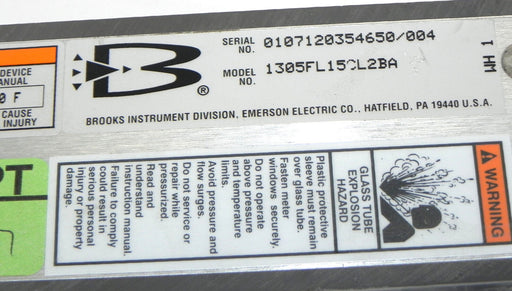 SERIAL NO. 0107120354650/004
MODEL NO. 1305FL15CL2BA
1 HM
B ®
BROOKS INSTRUMENT DIVISION, EMERSON ELECTRIC CO., HATFIELD, PA 19440 U.S.A.
DEVICE
0 F
CAUSE
INJURY
PT
WARNING
GLASS TUBE
EXPLOSION
HAZARD
Plastic protective
sleeve must remain
over glass tube.
Fasten meter
windows securely.
Do not operate
above pressure
and temperature
limits.
Avoid pressure and
flow surges.
Do not service or
repair while
pressurized.
Read and
understand
instruction manual.
Failure to comply
could result in
serious personal
injury or property
damage.